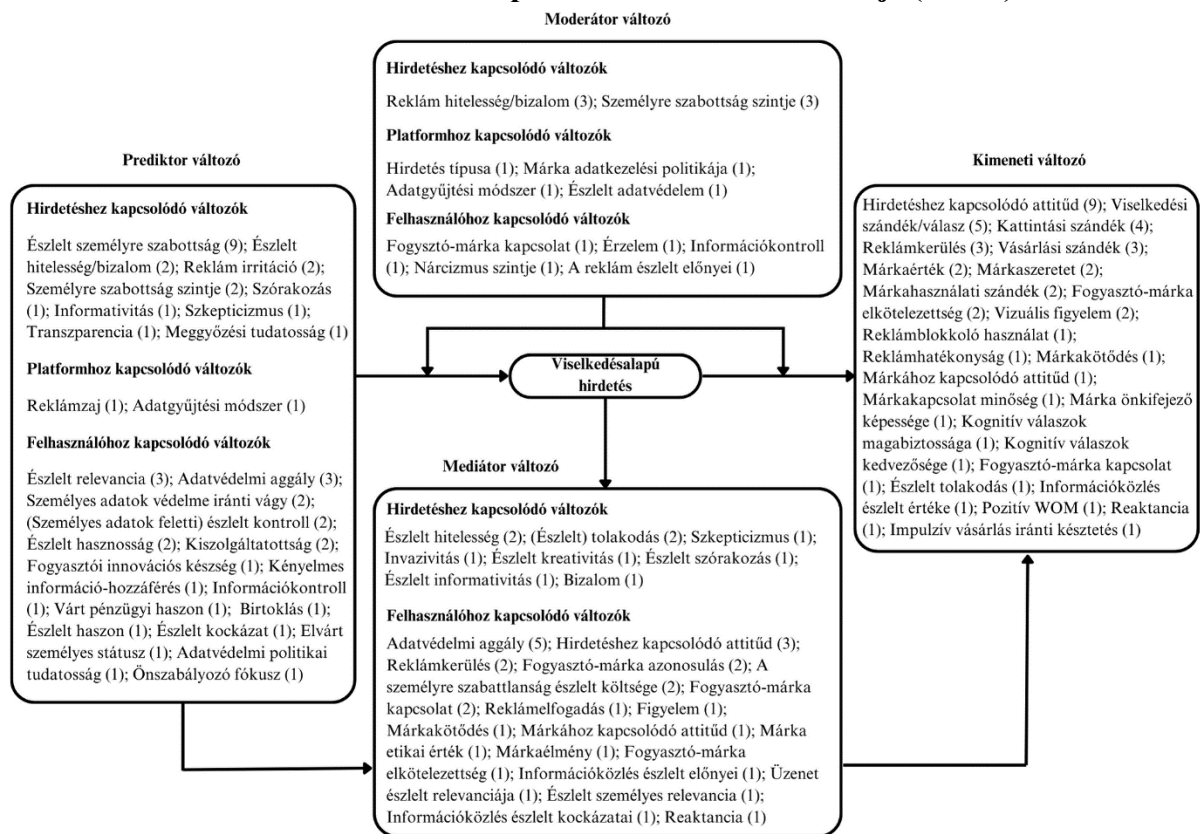 Moderátor változó
Hirdetéshez kapcsolódó változók
Reklám hitelesség/bizalom (3); Személyre szabottság szintje (3)
Platformhoz kapcsolódó változók
Hirdetés típusa (1); Márka adatkezelési politikája (1);
Adatgyűjtési módszer (1); Észlelt adatvédelem (1)
Felhasználóhoz kapcsolódó változók
Fogysztó-márka kapcsolat (1); Érzelem (1); Információkontroll
(1); Nárcizmus szintje (1); A reklám észlelt előnyei (1)
Prediktor változó
Hirdetéshez kapcsolódó változók
Észlelt személyre szabottság (9); Észlelt
hitelesség/bizalom (2); Reklám irritáció (2);
Személyre szabottság szintje (2); Szórakozás
(1); Informativitás (1); Szkepticizmus (1);
Transzparencia (1); Meggyőzési tudatosság (1)
Platformhoz kapcsolódó változók
Reklámzaj (1); Adatgyűjtési módszer (1)
Felhasználóhoz kapcsolódó változók
Észlelt relevancia (3); Adatvédelmi aggály (3);
Személyes adatok védelme iránti vágy (2);
(Személyes adatok feletti) észlelt kontroll (2);
Észlelt hasznosság (2); Kiszolgáltatottság (2);
Fogyasztói innovációs készség (1); Kényelmes
információ-hozzáférés (1); Információkontroll
(1); Várt pénzügyi haszon (1); Birtoklás (1);
Észlelt haszon (1); Észlelt kockázat (1); Elvárt
személyes státusz (1); Adatvédelmi politikai
tudatosság (1); Önszabályozó fókusz (1)
Viselkedésalapú
hirdetés
Mediátor változó
Hirdetéshez kapcsolódó változók
Észlelt hitelesség (2); (Észlelt) tolakodás (2); Szkepticizmus (1);
Invazivitás (1); Észlelt kreativitás (1); Észlelt szórakozás (1);
Észlelt informativitás (1); Bizalom (1)
Felhasználóhoz kapcsolódó változók
Adatvédelmi aggály (5); Hirdetéshez kapcsolódó attitűd (3);
Reklámkerülés (2); Fogyasztó-márka azonosulás (2); A
személyre szabattlanság észlelt költsége (2); Fogyasztó-márka
kapcsolat (2); Reklámelfogadás (1); Figyelem (1);
Márkakötődés (1); Márkához kapcsolódó attitűd (1); Márka
etikai érték (1); Márkaélmény (1); Fogyasztó-márka
elkötelezettség (1); Információközlés észlelt előnyei (1); Üzenet
észlelt relevanciája (1); Észlelt személyes relevancia (1);
Információközlés észlelt kockázatai (1); Reaktancia (1)
Kimeneti változó
Hirdetéshez kapcsolódó attitűd (9); Viselkedési
szándék/válasz (5); Kattintási szándék (4);
Reklámkerülés (3); Vásárlási szándék (3);
Márkaérték (2); Márkaszeretet (2);
Márkahasználati szándék (2); Fogyasztó-márka
elkötelezettség (2); Vizuális figyelem (2);
Reklámblokkoló használat (1);
Reklámhatékonyság (1); Márkakötődés (1);
Márkához kapcsolódó attitűd (1);
Márkakapcsolat minőség (1); Márka önkifejező
képessége (1); Kognitív válaszok
magabiztossága (1); Kognitív válaszok
kedvezősége (1); Fogyasztó-márka kapcsolat
(1); Észlelt tolakodás (1); Információközlés
észlelt értéke (1); Pozitív WOM (1); Reaktancia
(1); Impulzív vásárlás iránti késztetés (1)